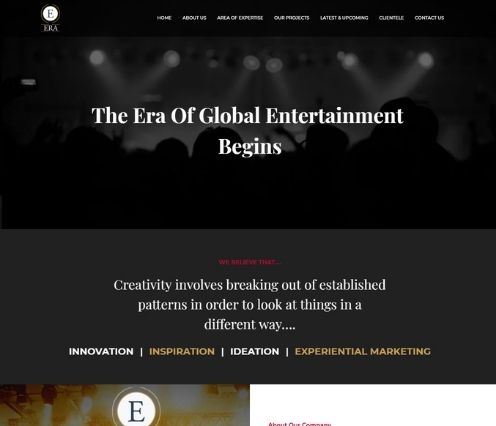 E
ERA
HOME ABOUT US AREA OF EXPERTISE OUR PROJECTS LATEST & UPCOMING CLIENTELE CONTACT US
The Era Of Global Entertainment
Begins
WE BELIEVE THAT....
Creativity involves breaking out of established
patterns in order to look at things in a
different way....
INNOVATION | INSPIRATION | IDEATION | EXPERIENTIAL MARKETING
E
About Our Company